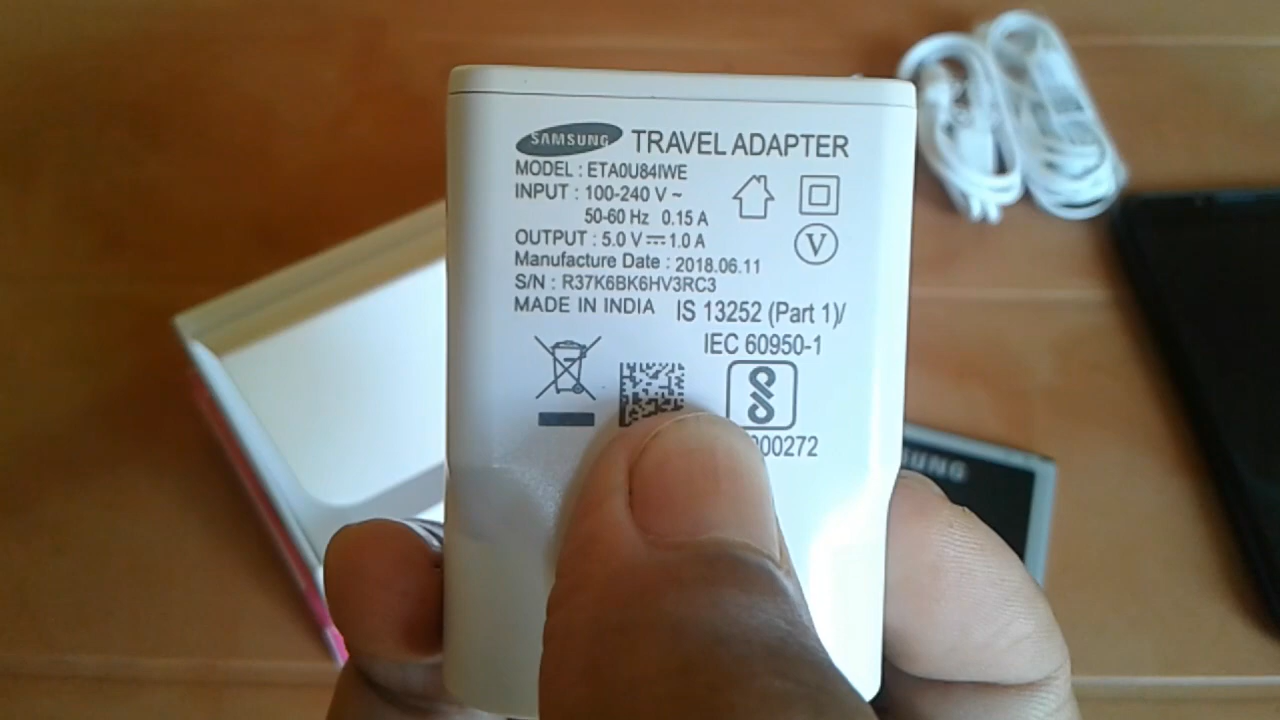 SAMSUNG TRAVEL ADAPTER
MODEL : ETA0U84IWE
INPUT : 100-240 V ~
50-60 Hz 0.15 A
OUTPUT : 5.0 V⎓1.0 A
V
Manufacture Date : 2018.06.11
S/N : R37K6BK6HV3RC3
MADE IN INDIA IS 13252 (Part 1)/
IEC 60950-1
00272
UNG